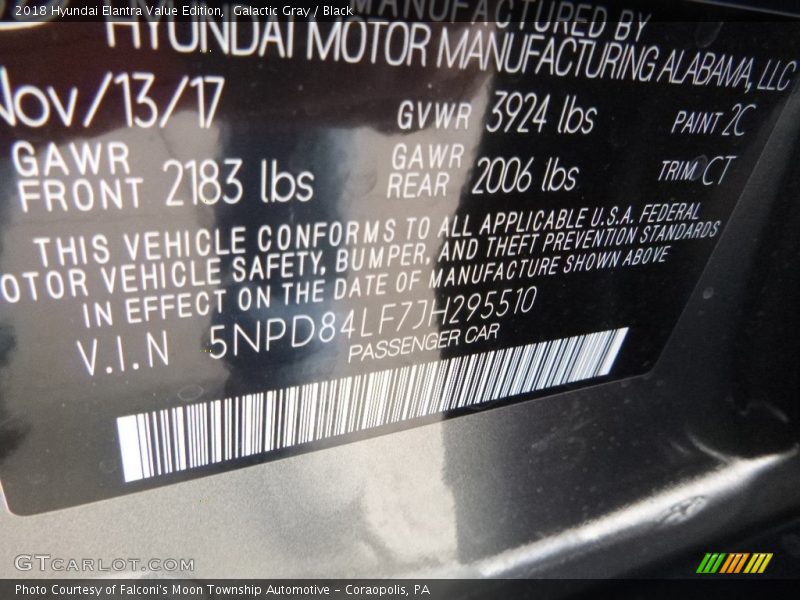 2018 Hyundai Elantra Value Edition, Galactic Gray / Black
MANUFACTURED BY
HYUNDAI MOTOR MANUFACTURING ALABAMA, LLC
Nov/13/17 GVWR 3924 lbs PAINT 2C
GAWR FRONT 2183 lbs GAWR REAR 2006 lbs TRIM CT
THIS VEHICLE CONFORMS TO ALL APPLICABLE U.S.A. FEDERAL
OTOR VEHICLE SAFETY, BUMPER, AND THEFT PREVENTION STANDARDS
IN EFFECT ON THE DATE OF MANUFACTURE SHOWN ABOVE
V.I.N 5NPD84LF7JH295510
PASSENGER CAR
GTCARLOT.COM
Photo Courtesy of Falconi's Moon Township Automotive - Coraopolis, PA